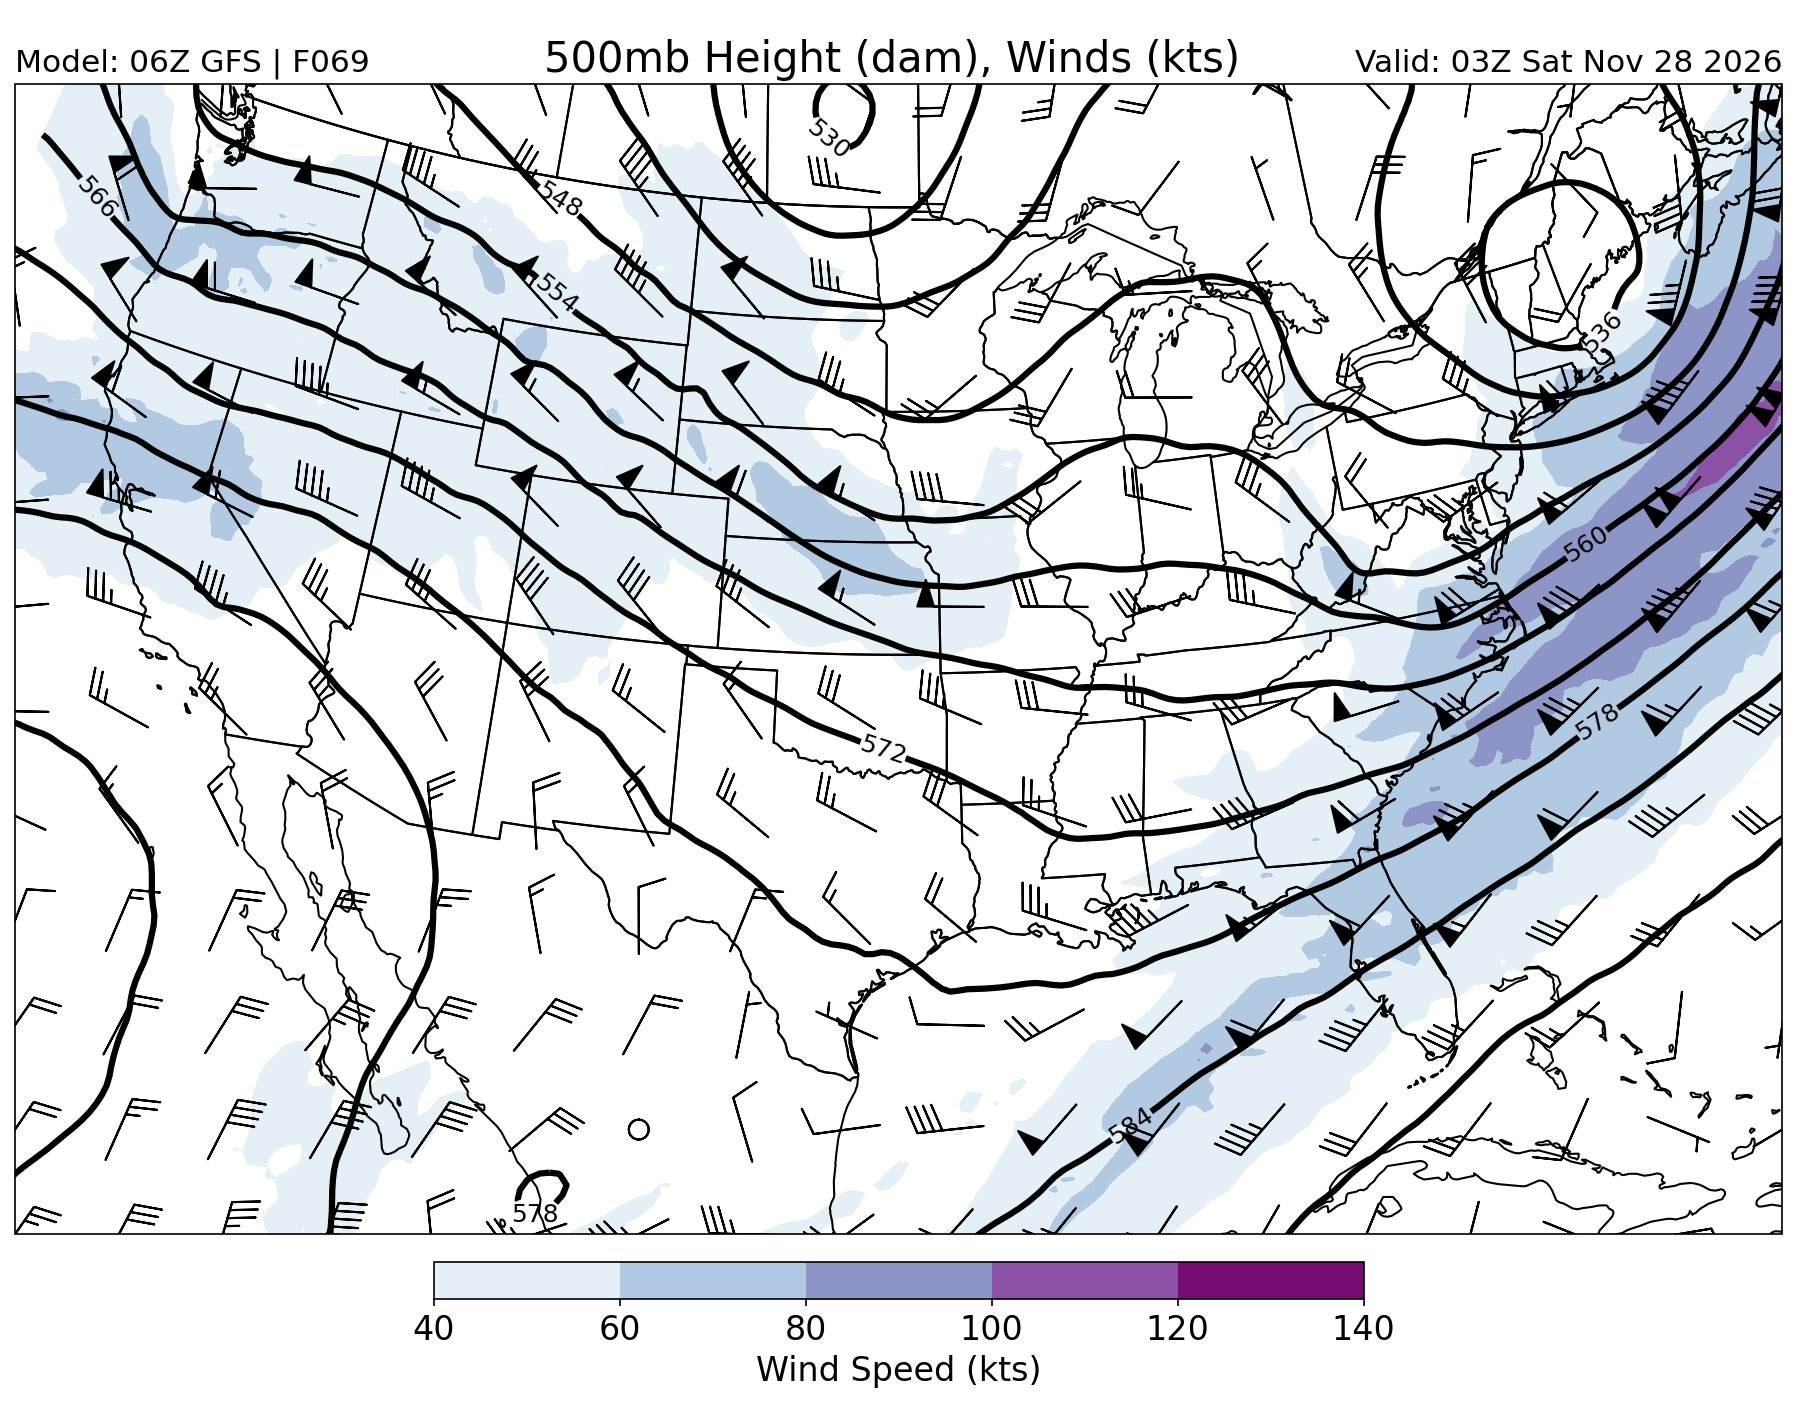 Model: 06Z GFS | F069
500mb Height (dam), Winds (kts)
Valid: 03Z Sat Nov 28 2026
530
566
548
554
536
560
572
578
584
578
40 60 80 100 120 140
Wind Speed (kts)